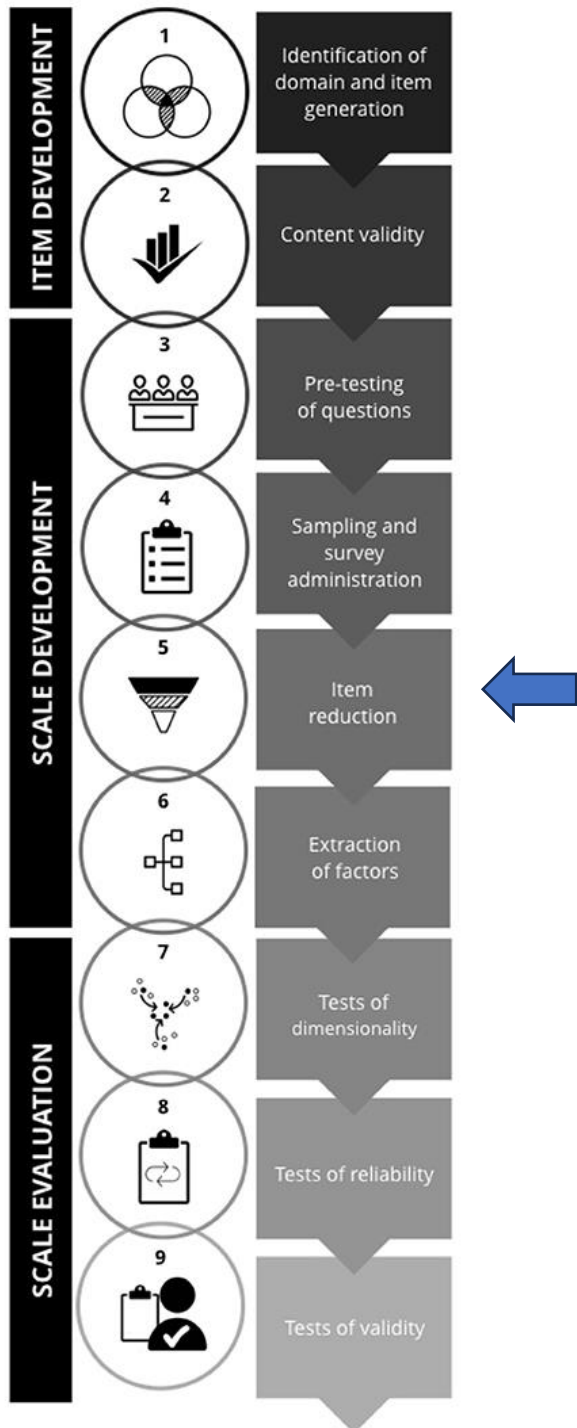 ITEM DEVELOPMENT
1
Identification of
domain and item
generation
2
Content validity
SCALE DEVELOPMENT
3
Pre-testing
of questions
4
Sampling and
survey
administration
5
Item
reduction
6
Extraction
of factors
SCALE EVALUATION
7
Tests of
dimensionality
8
Tests of reliability
9
Tests of validity